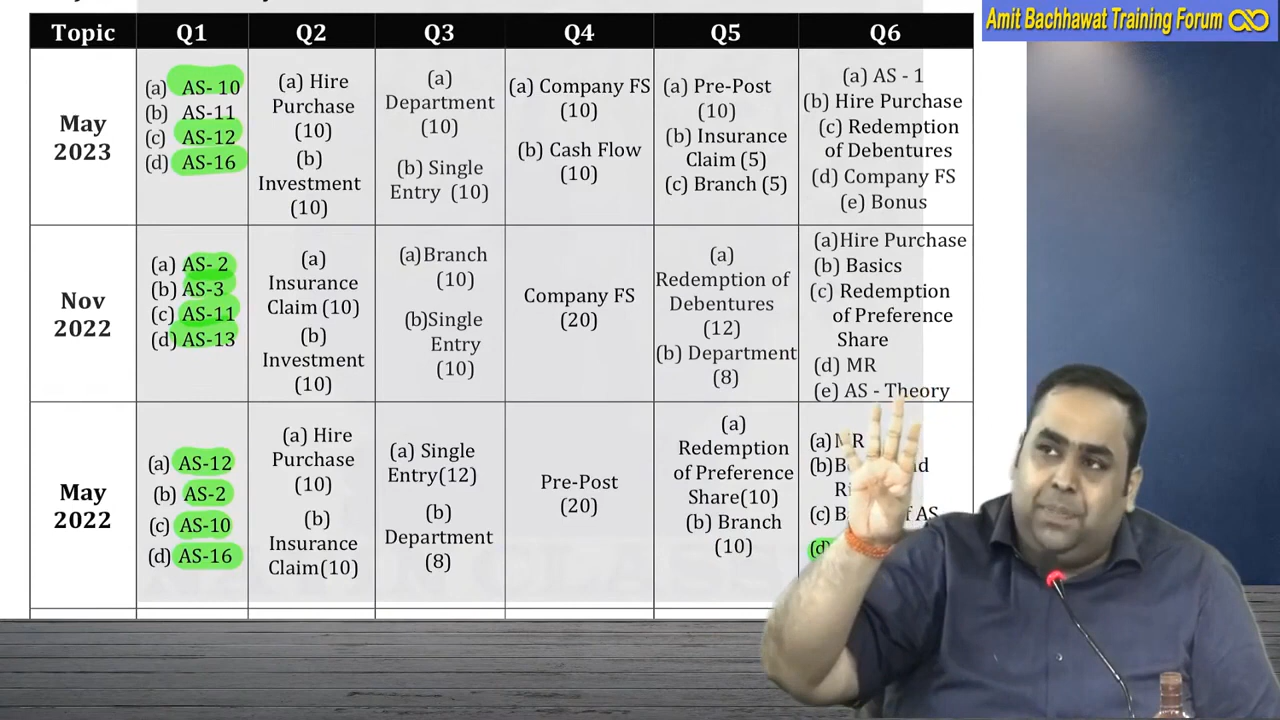 Amit Bachhawat Training Forum
Topic
Q1
Q2
Q3
Q4
Q5
Q6
May
2023
(a) AS- 10
(b) AS-11
(c) AS-12
(d) AS-16
(a) Hire
Purchase
(10)
(b)
Investment
(10)
(a)
Department
(10)
(b) Single
Entry (10)
(a) Company FS
(10)
(b) Cash Flow
(10)
(a) Pre-Post
(10)
(b) Insurance
Claim (5)
(c) Branch (5)
(a) AS - 1
(b) Hire Purchase
(c) Redemption
of Debentures
(d) Company FS
(e) Bonus
Nov
2022
(a) AS- 2
(b) AS-3
(c) AS-11
(d) AS-13
(a)
Insurance
Claim (10)
(b)
Investment
(10)
(a)Branch
(10)
(b)Single
Entry
(10)
Company FS
(20)
(a)
Redemption of
Debentures
(12)
(b) Department
(8)
(a)Hire Purchase
(b) Basics
(c) Redemption
of Preference
Share
(d) MR
(e) AS - Theory
May
2022
(a) AS-12
(b) AS-2
(c) AS-10
(d) AS-16
(a) Hire
Purchase
(10)
(b)
Insurance
Claim(10)
(a) Single
Entry(12)
(b)
Department
(8)
Pre-Post
(20)
(a)
Redemption
of Preference
Share(10)
(b) Branch
(10)
(a) MR
(b)
(c) AS
(d)